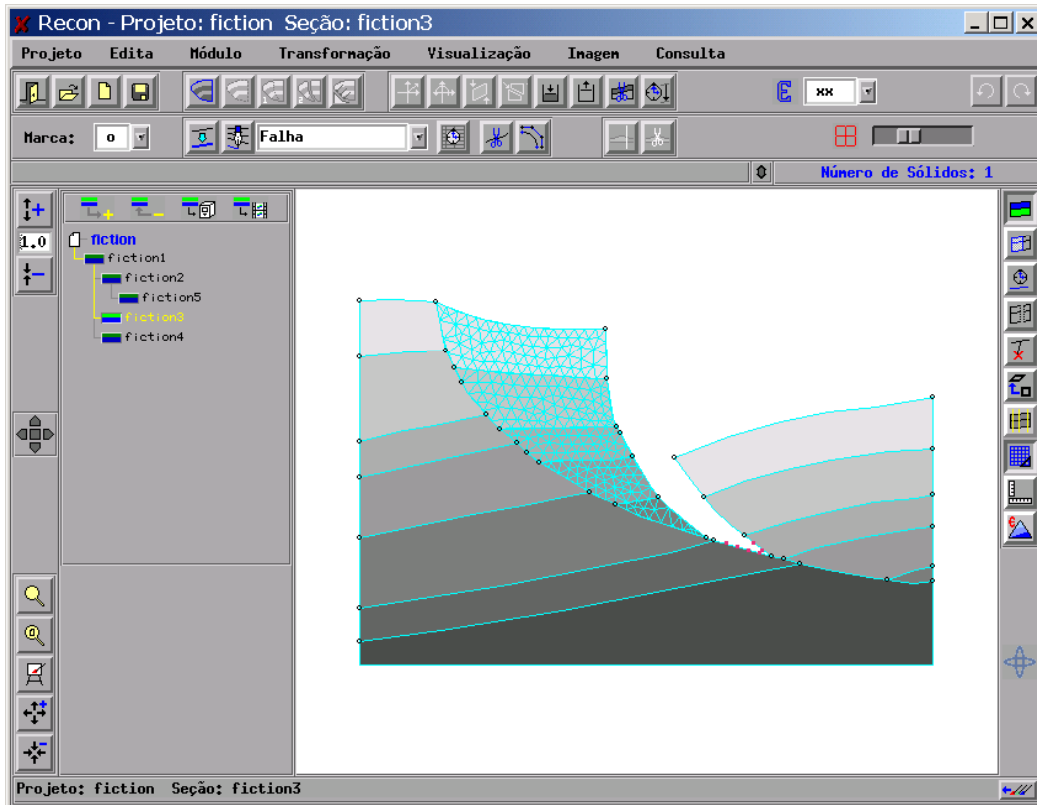 Recon - Projeto: fiction Seção: fiction3
Projeto Edita Módulo Transformação Visualização Imagem Consulta
E xx
Marca: o Falha
Número de Sólidos: 1
1.0
fiction
fiction1
fiction2
fiction5
fiction3
fiction4
Projeto: fiction Seção: fiction3